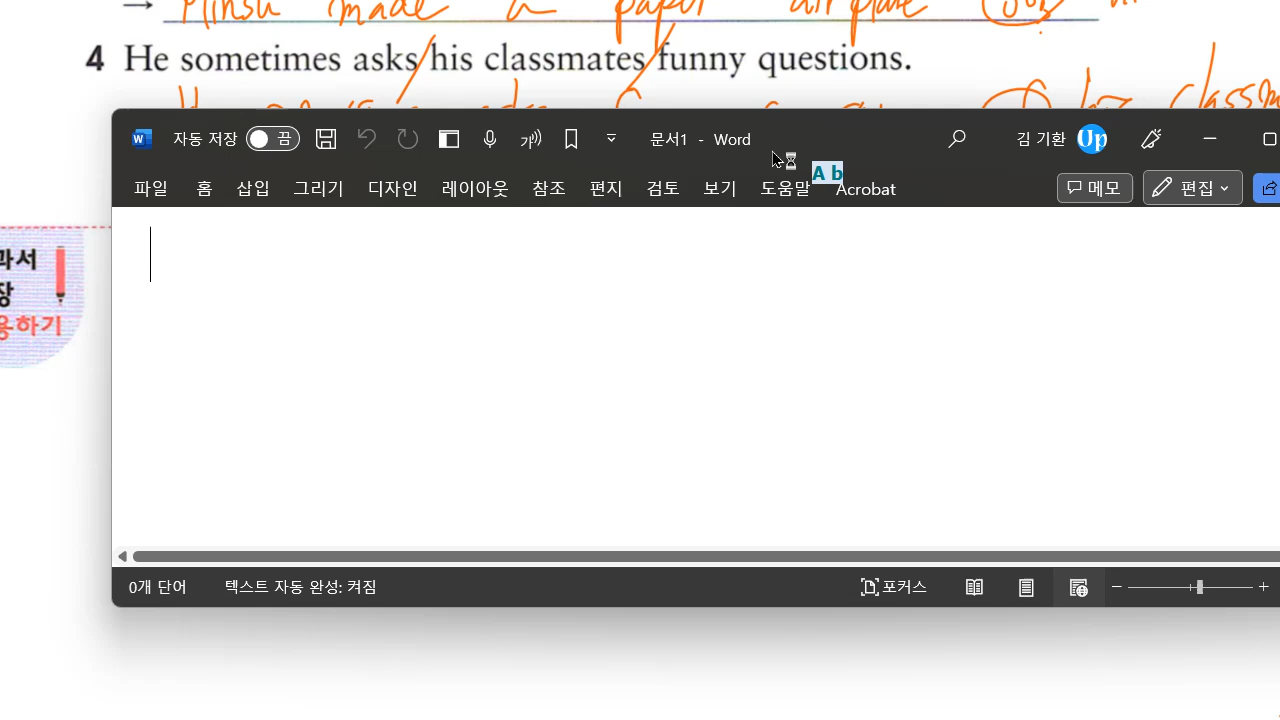 → Minsu made a paper airplane for
4 He sometimes asks his classmates funny questions.
his classm
자동 저장 끔 가 문서1 - Word 김 기환 Up
A b
파일 홈 삽입 그리기 디자인 레이아웃 참조 편지 검토 보기 도움말 Acrobat 메모 편집
과서
장
용하기
0개 단어 텍스트 자동 완성: 켜짐 포커스